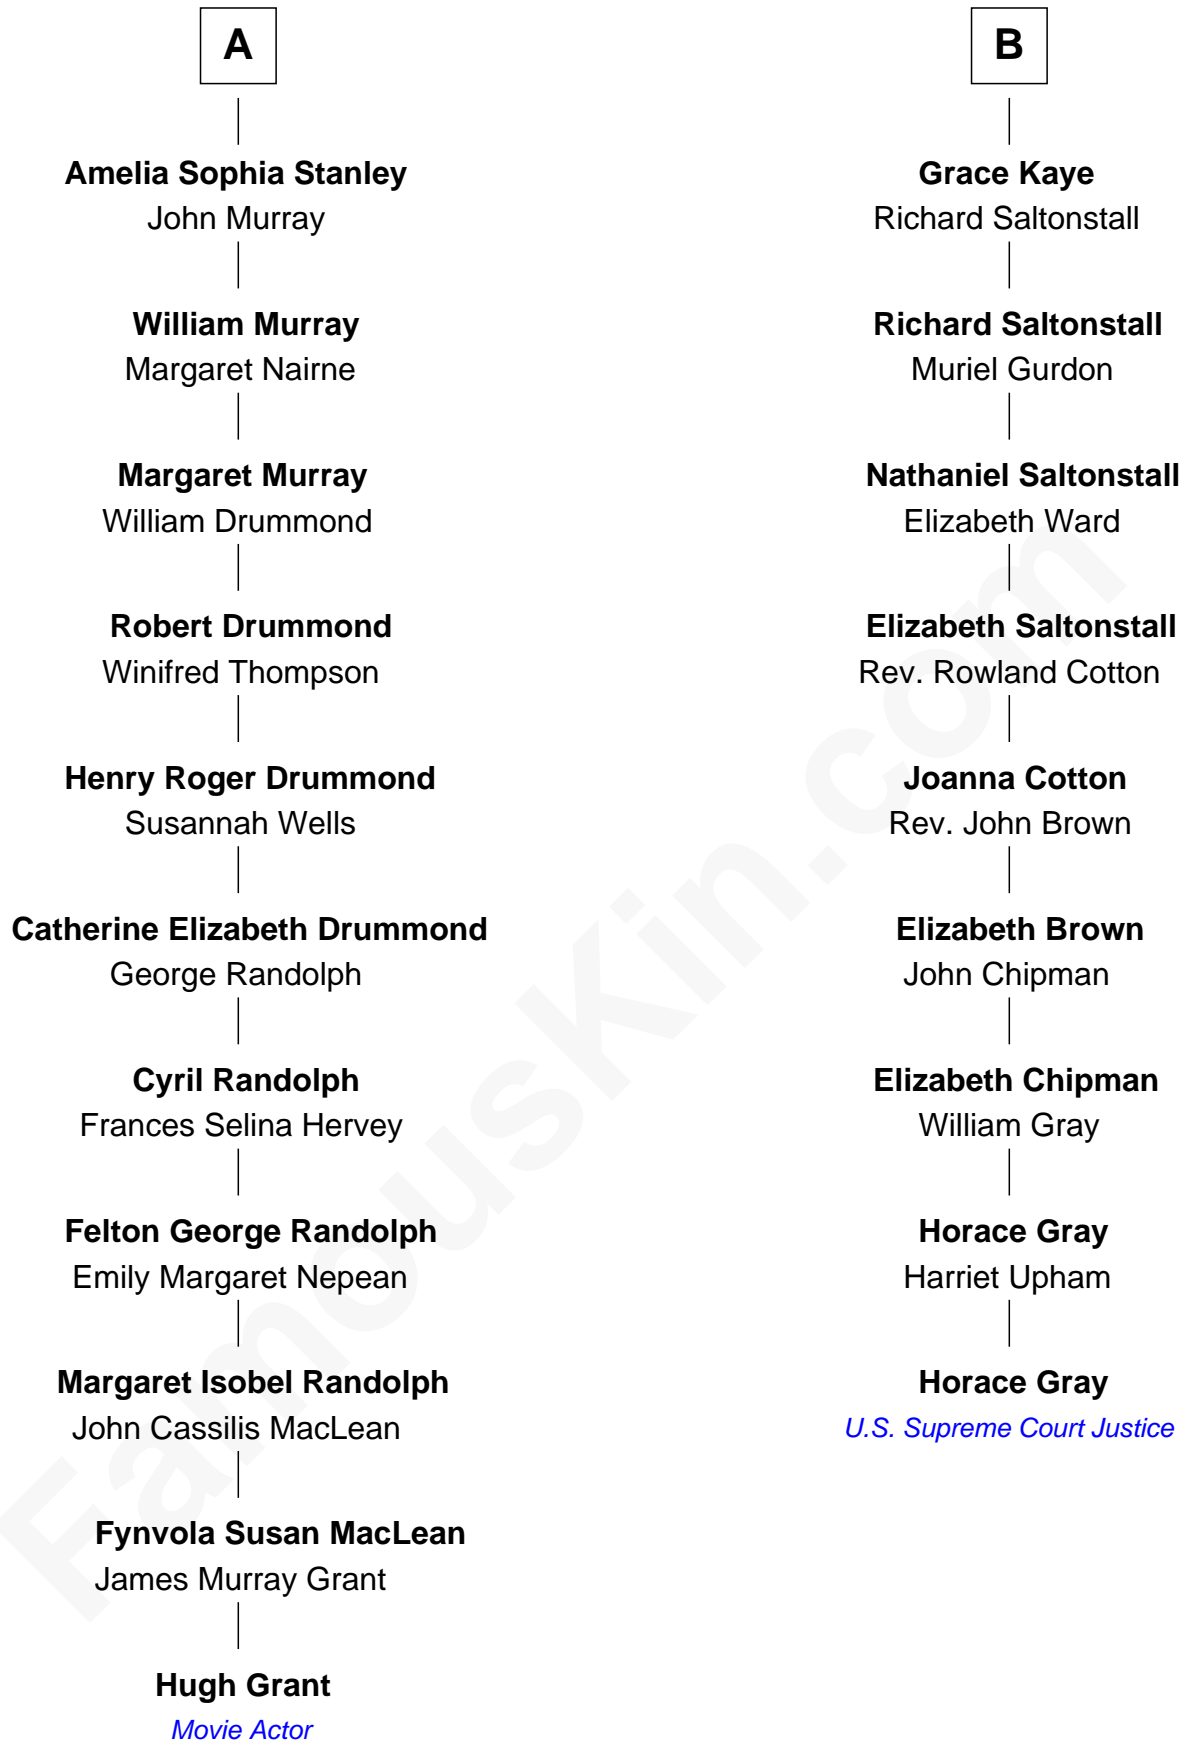 A
Amelia Sophia Stanley
John Murray
William Murray
Margaret Nairne
Margaret Murray
William Drummond
Robert Drummond
Winifred Thompson
Henry Roger Drummond
Susannah Wells
Catherine Elizabeth Drummond
George Randolph
Cyril Randolph
Frances Selina Hervey
Felton George Randolph
Emily Margaret Nepean
Margaret Isobel Randolph
John Cassilis MacLean
Fynvola Susan MacLean
James Murray Grant
Hugh Grant
Movie Actor
B
Grace Kaye
Richard Saltonstall
Richard Saltonstall
Muriel Gurdon
Nathaniel Saltonstall
Elizabeth Ward
Elizabeth Saltonstall
Rev. Rowland Cotton
Joanna Cotton
Rev. John Brown
Elizabeth Brown
John Chipman
Elizabeth Chipman
William Gray
Horace Gray
Harriet Upham
Horace Gray
U.S. Supreme Court Justice
FamousKin.com